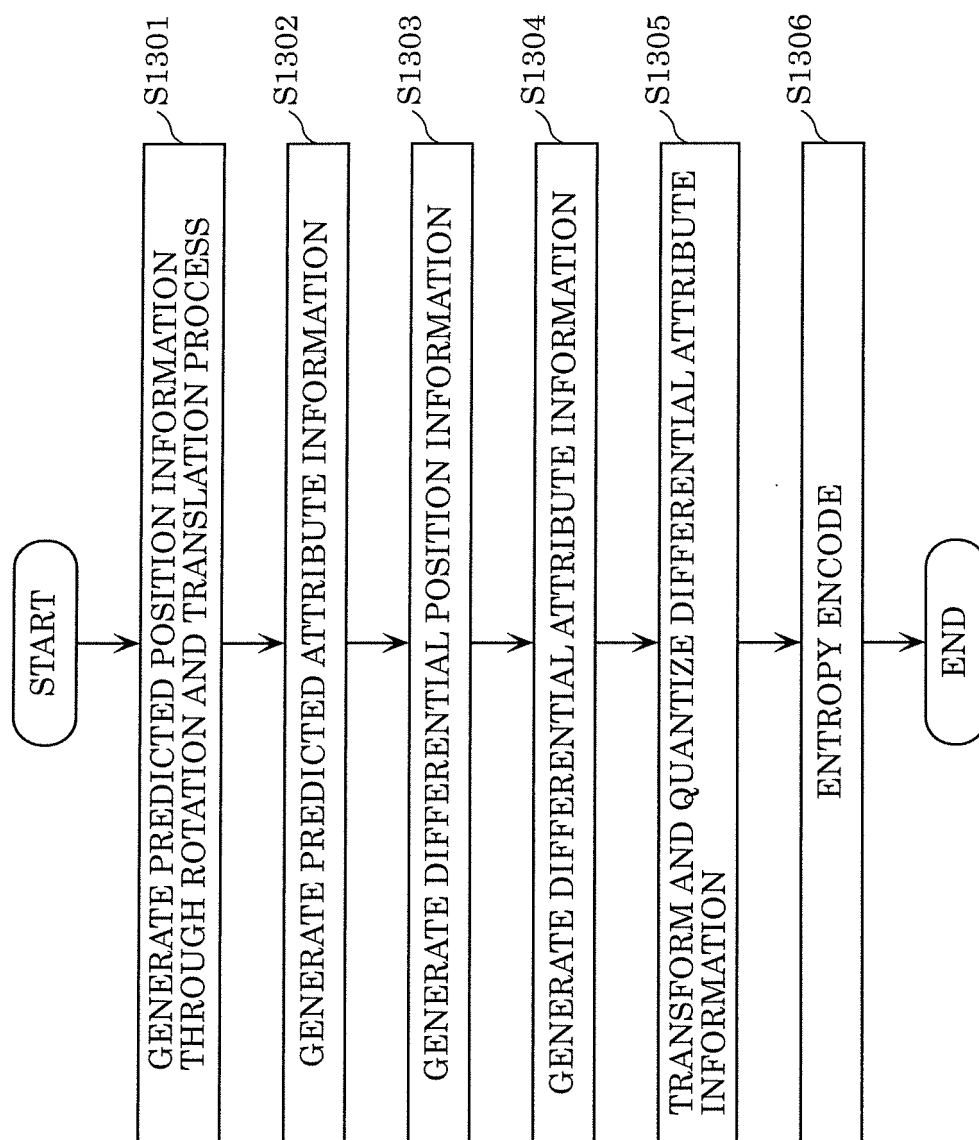 START
GENERATE PREDICTED POSITION INFORMATION
THROUGH ROTATION AND TRANSLATION PROCESS
S1301
GENERATE PREDICTED ATTRIBUTE INFORMATION
S1302
GENERATE DIFFERENTIAL POSITION INFORMATION
S1303
GENERATE DIFFERENTIAL ATTRIBUTE INFORMATION
S1304
TRANSFORM AND QUANTIZE DIFFERENTIAL ATTRIBUTE
INFORMATION
S1305
ENTROPY ENCODE
S1306
END